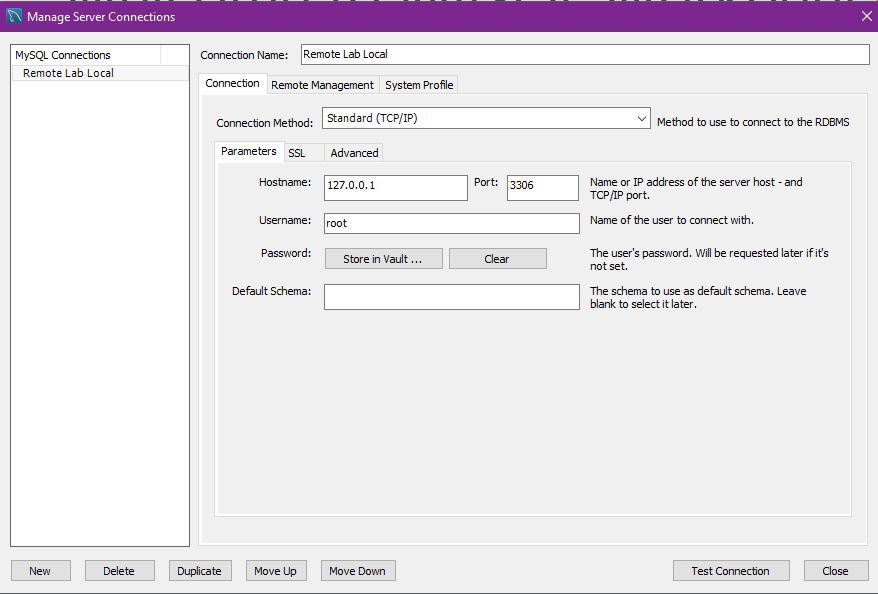 Manage Server Connections
MySQL Connections
Remote Lab Local
Connection Name: Remote Lab Local
Connection Remote Management System Profile
Connection Method: Standard (TCP/IP) Method to use to connect to the RDBMS
Parameters SSL Advanced
Hostname: 127.0.0.1 Port: 3306 Name or IP address of the server host - and
TCP/IP port.
Username: root Name of the user to connect with.
Password: Store in Vault ... Clear The user's password. Will be requested later if it's
not set.
Default Schema: The schema to use as default schema. Leave
blank to select it later.
New Delete Duplicate Move Up Move Down Test Connection Close